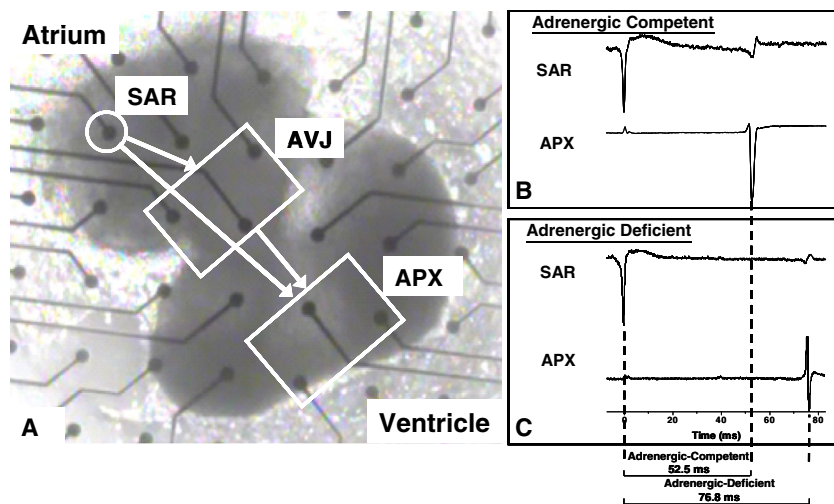 Atrium
SAR
AVJ
APX
Ventricle
A
Adrenergic Competent
SAR
APX
B
Adrenergic Deficient
SAR
APX
C
0 20 40 60 80
Time (ms)
Adrenergic-Competent
52.5 ms
Adrenergic-Deficient
76.8 ms